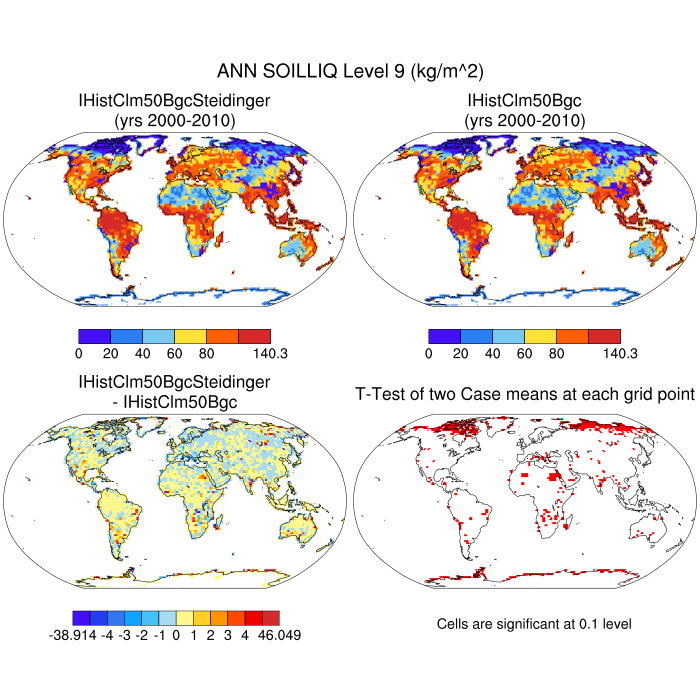 ANN SOILLIQ Level 9 (kg/m^2)
IHistClm50BgcSteidinger
(yrs 2000-2010)
IHistClm50Bgc
(yrs 2000-2010)
0 20 40 60 80 140.3
0 20 40 60 80 140.3
IHistClm50BgcSteidinger
- IHistClm50Bgc
T-Test of two Case means at each grid point
-38.914 -4 -3 -2 -1 0 1 2 3 4 46.049
Cells are significant at 0.1 level